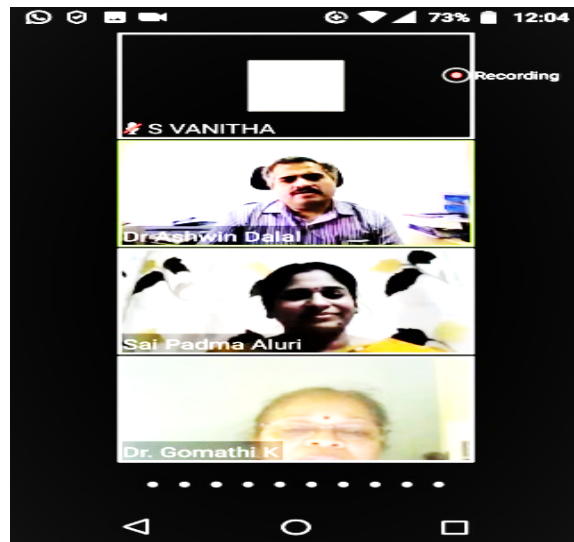 73% 12:04
Recording
S VANITHA
Dr Ashwin Dalal
Sai Padma Aluri
Dr. Gomathi K